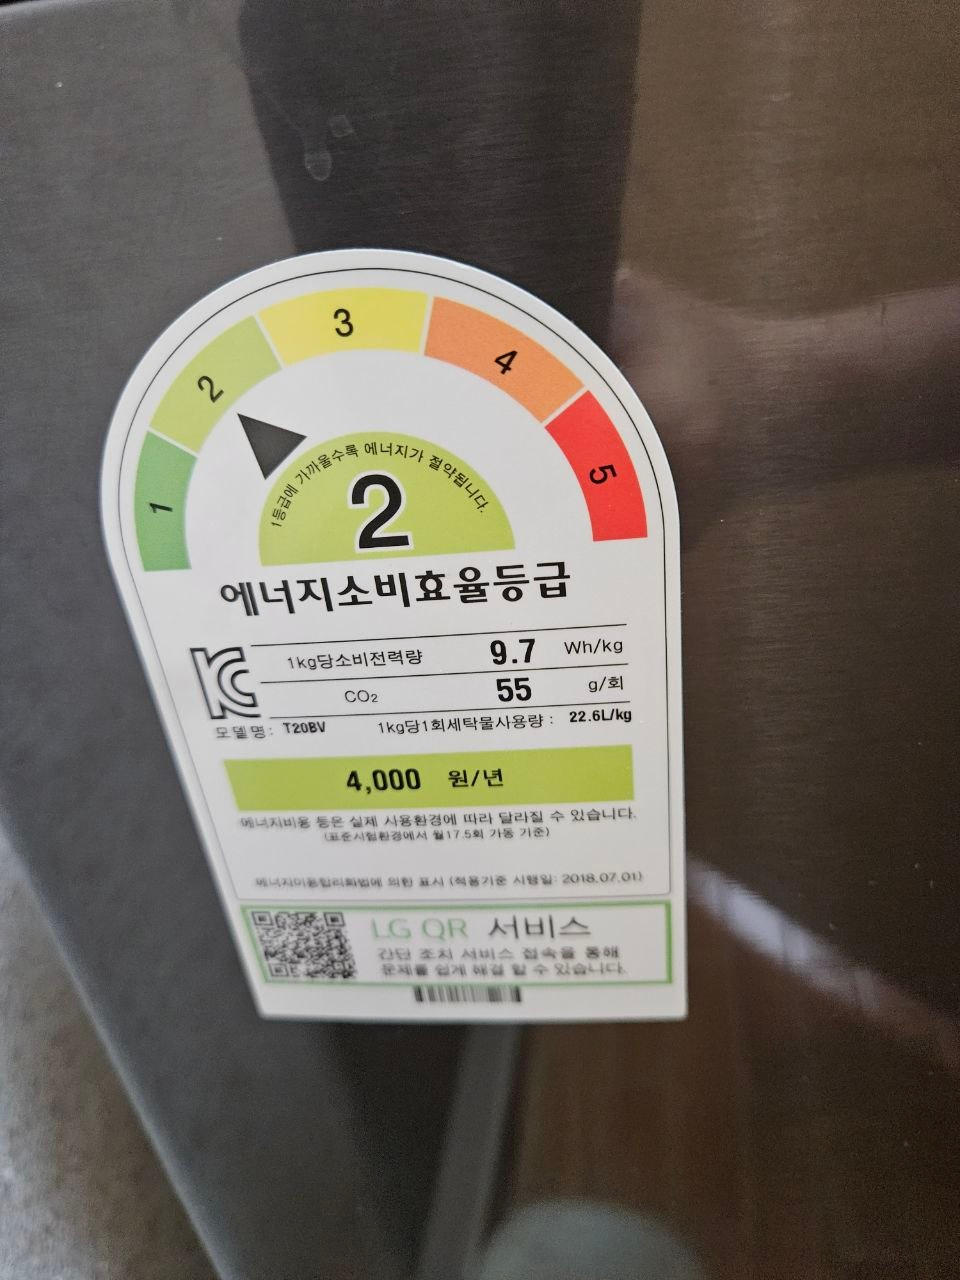 1
2
3
4
5
1등급에 가까울수록 에너지가 절약됩니다.
2
에너지소비효율등급
1kg당소비전력량 9.7 Wh/kg
CO₂ 55 g/회
모델명: T20BV 1kg당1회세탁물사용량 : 22.6L/kg
4,000 원/년
에너지비용 등은 실제 사용환경에 따라 달라질 수 있습니다.
(표준시험환경에서 월17.5회 가동 기준)
에너지이용합리화법에 의한 표시 (적용기준 시행일: 2018.07.01)
LG QR 서비스
간단 조치 서비스 접속을 통해
문제를 쉽게 해결 할 수 있습니다.